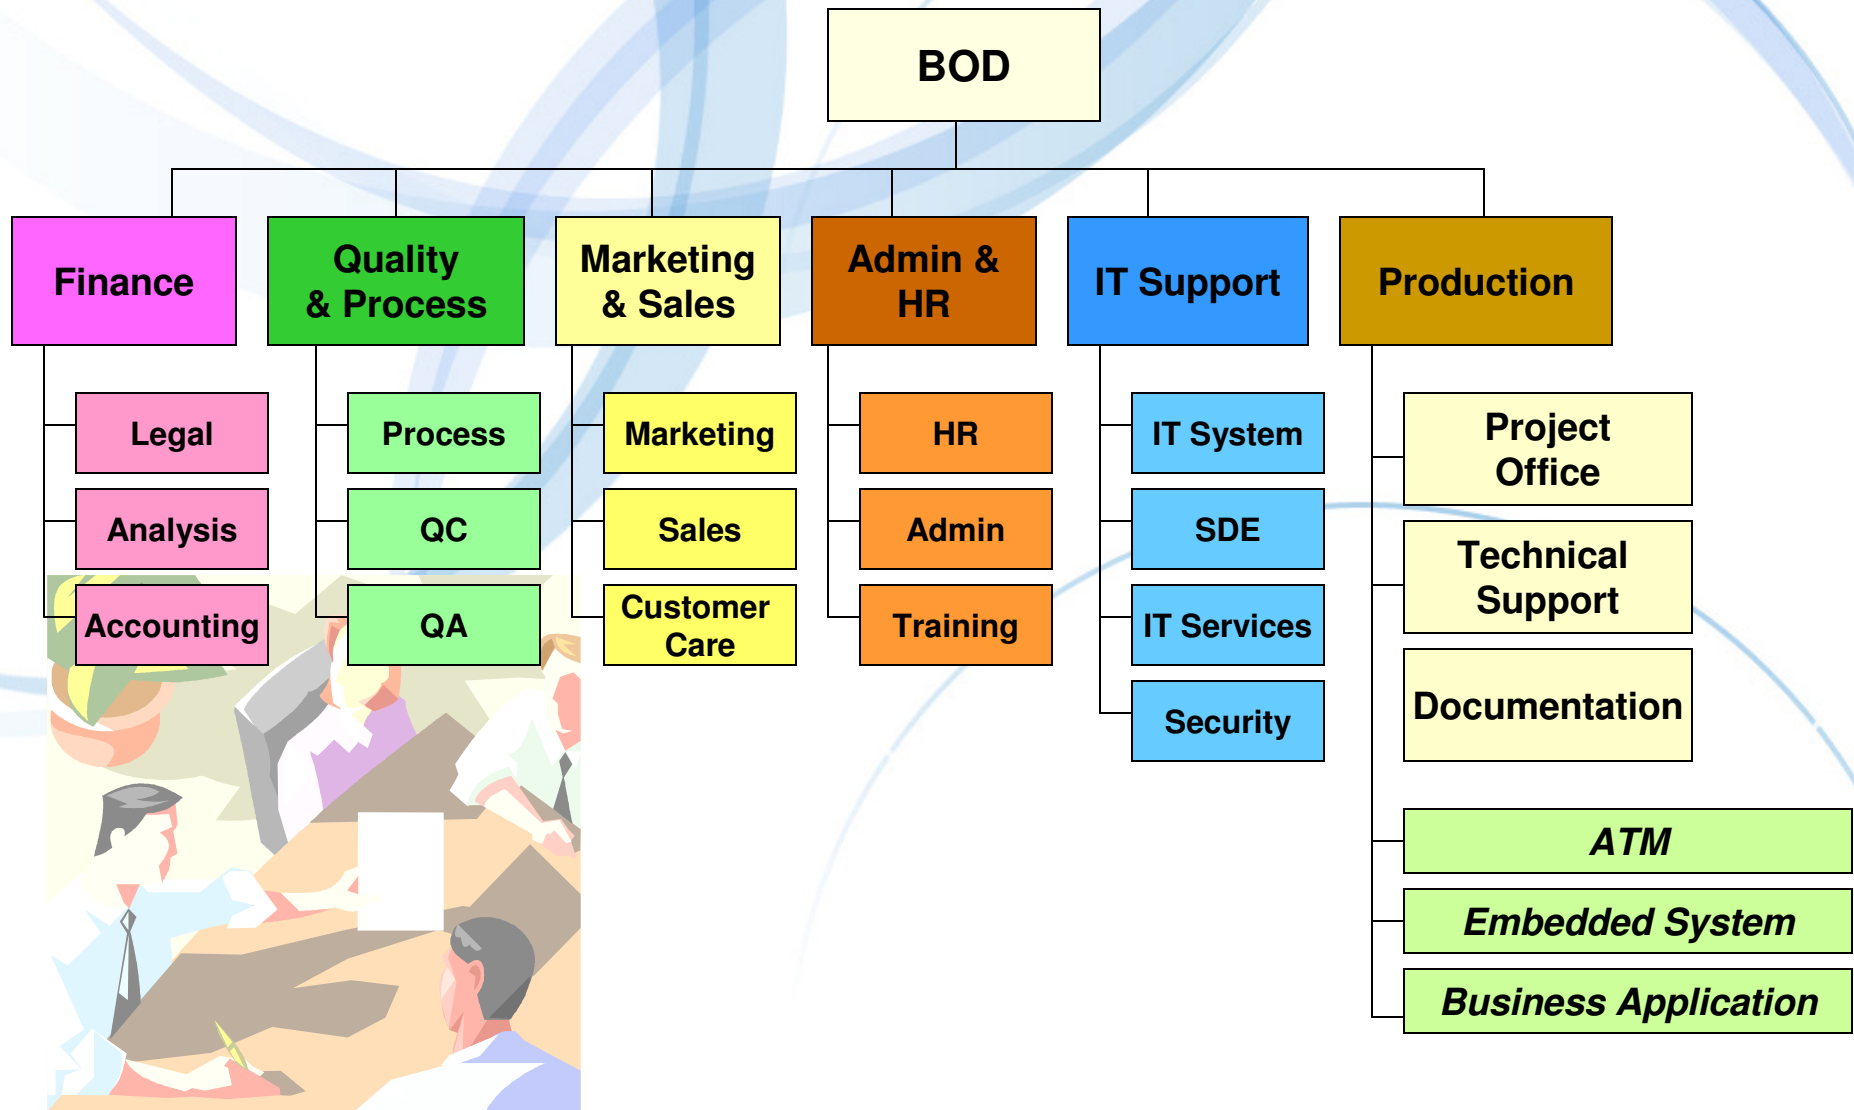 BOD
Finance
Quality
& Process
Marketing
& Sales
Admin &
HR
IT Support
Production
Legal
Analysis
Accounting
Process
QC
QA
Marketing
Sales
Customer
Care
HR
Admin
Training
IT System
SDE
IT Services
Security
Project
Office
Technical
Support
Documentation
ATM
Embedded System
Business Application